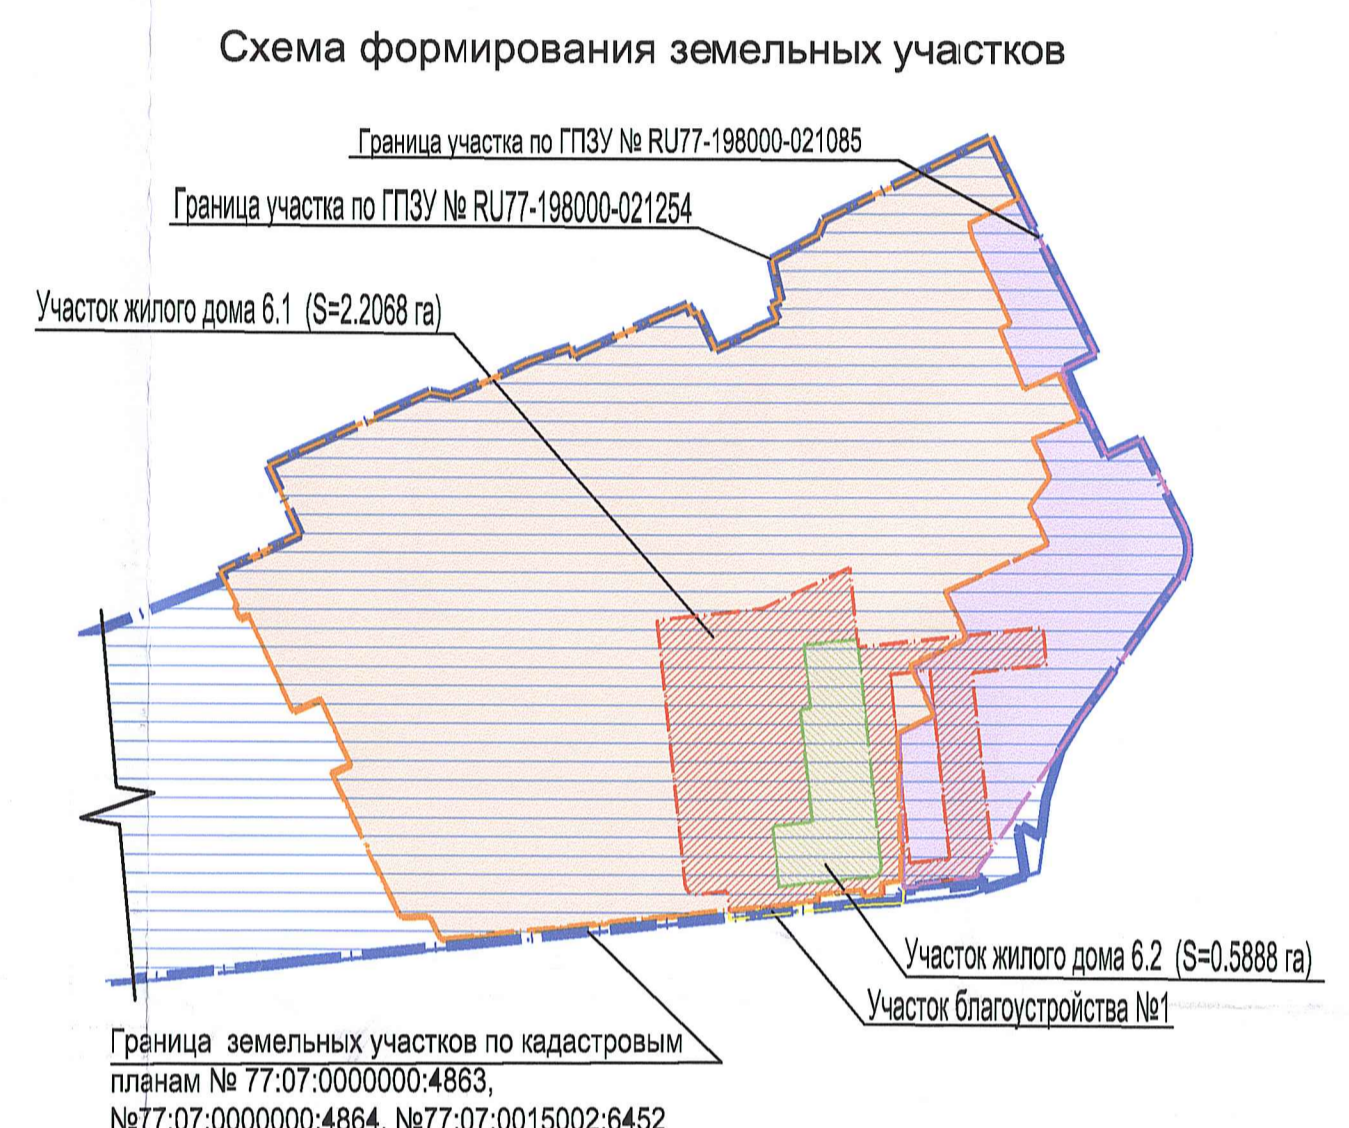 Схема формирования земельных участков
Граница участка по ГПЗУ № RU77-198000-021085
Граница участка по ГПЗУ № RU77-198000-021254
Участок жилого дома 6.1 (S=2.2068 га)
Участок жилого дома 6.2 (S=0.5888 га)
Участок благоустройства №1
Граница земельных участков по кадастровым
планам № 77:07:0000000:4863,
№77:07:0000000:4864, №77:07:0015002:6452